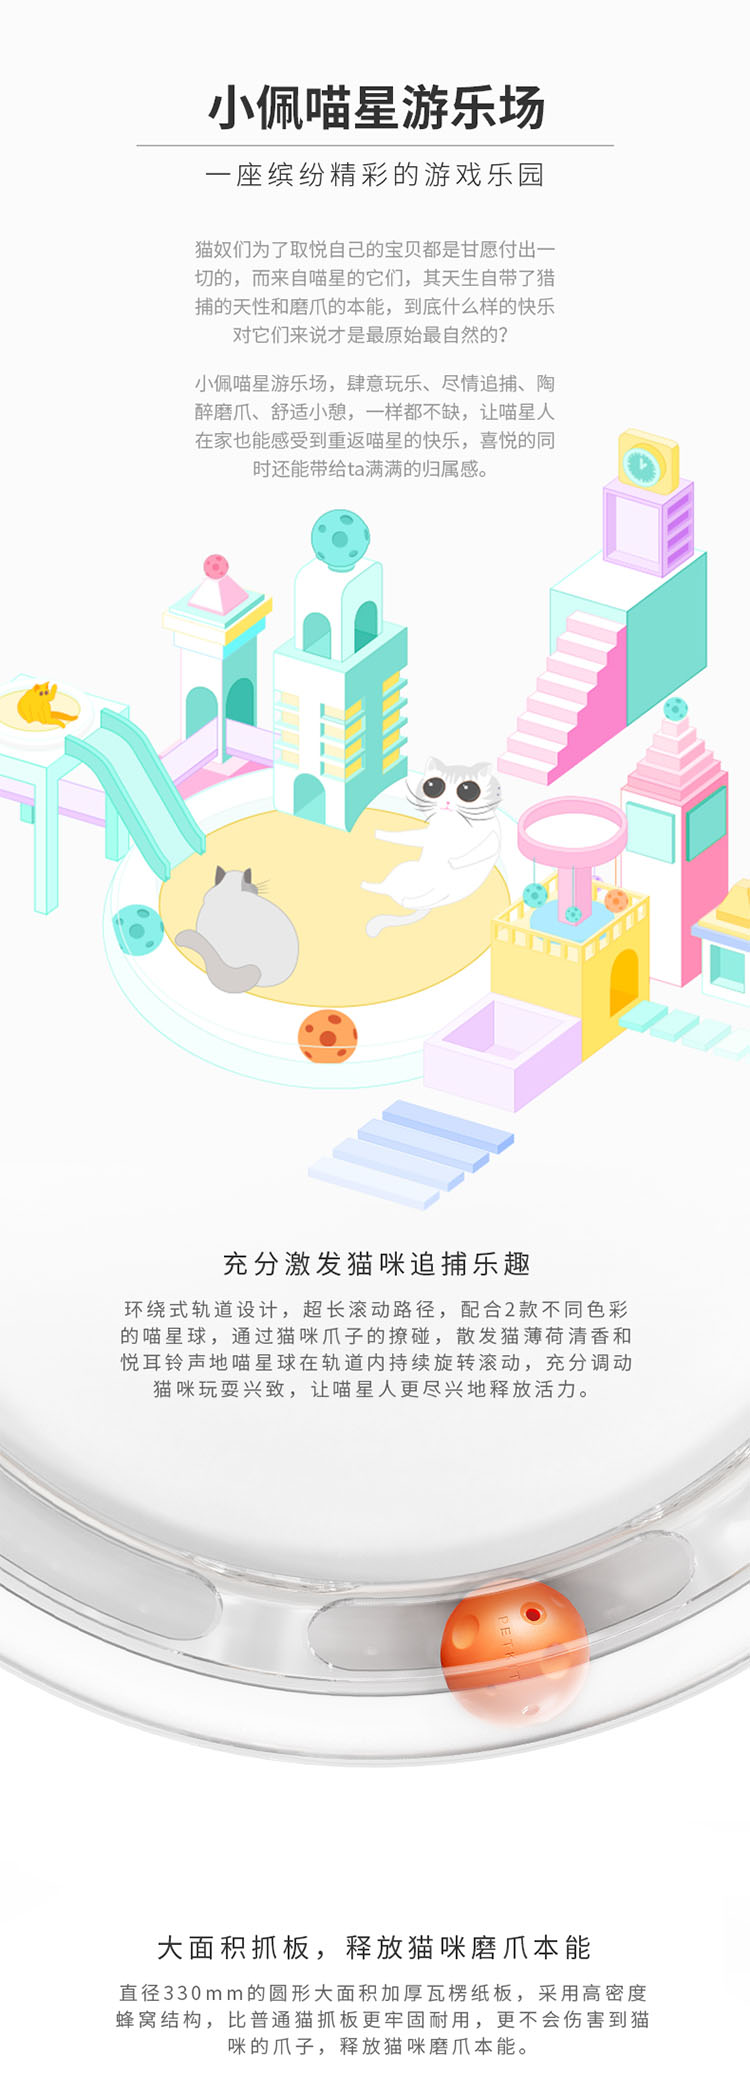 小佩喵星游乐场
一座缤纷精彩的游戏乐园
猫奴们为了取悦自己的宝贝都是甘愿付出一
切的，而来自喵星的它们，其天生自带了猎
捕的天性和磨爪的本能，到底什么样的快乐
对它们来说才是最原始最自然的？
小佩喵星游乐场，肆意玩乐、尽情追捕、陶
醉磨爪、舒适小憩，一样都不缺，让喵星人
在家也能感受到重返喵星的快乐，喜悦的同
时还能带给ta满满的归属感。
充分激发猫咪追捕乐趣
环绕式轨道设计，超长滚动路径，配合2款不同色彩
的喵星球，通过猫咪爪子的撩碰，散发猫薄荷清香和
悦耳铃声地喵星球在轨道内持续旋转滚动，充分调动
猫咪玩耍兴致，让喵星人更尽兴地释放活力。
PETKIT
大面积抓板，释放猫咪磨爪本能
直径330mm的圆形大面积加厚瓦楞纸板，采用高密度
蜂窝结构，比普通猫抓板更牢固耐用，更不会伤害到猫
咪的爪子，释放猫咪磨爪本能。